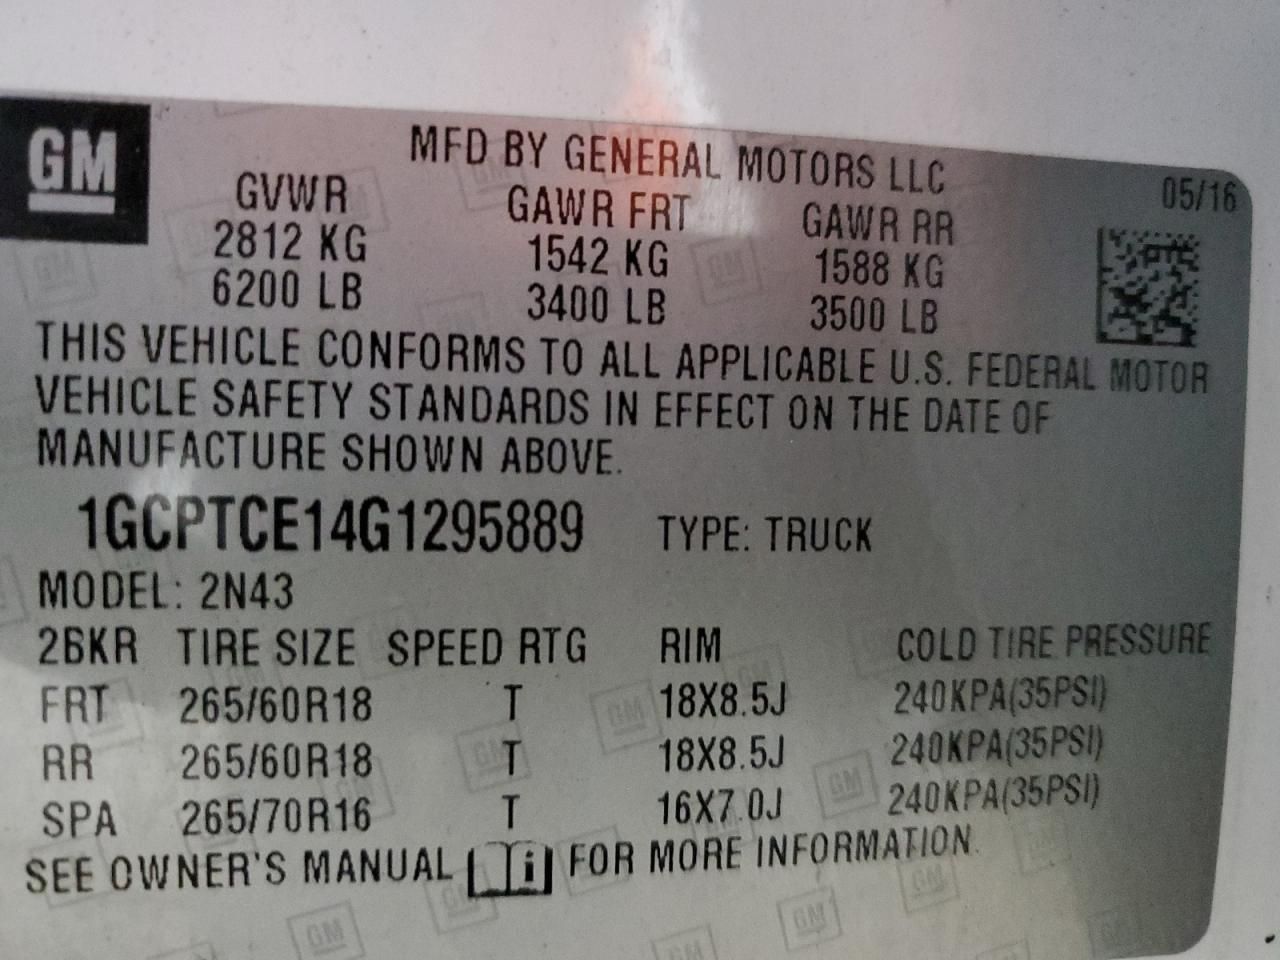 GM
MFD BY GENERAL MOTORS LLC
05/16
GVWR GAWR FRT GAWR RR
2812 KG 1542 KG 1588 KG
6200 LB 3400 LB 3500 LB
THIS VEHICLE CONFORMS TO ALL APPLICABLE U.S. FEDERAL MOTOR
VEHICLE SAFETY STANDARDS IN EFFECT ON THE DATE OF
MANUFACTURE SHOWN ABOVE.
1GCPTCE14G1295889 TYPE: TRUCK
MODEL: 2N43
26KR TIRE SIZE SPEED RTG RIM COLD TIRE PRESSURE
FRT 265/60R18 T 18X8.5J 240KPA(35PSI)
RR 265/60R18 T 18X8.5J 240KPA(35PSI)
SPA 265/70R16 T 16X7.0J 240KPA(35PSI)
SEE OWNER'S MANUAL i FOR MORE INFORMATION.